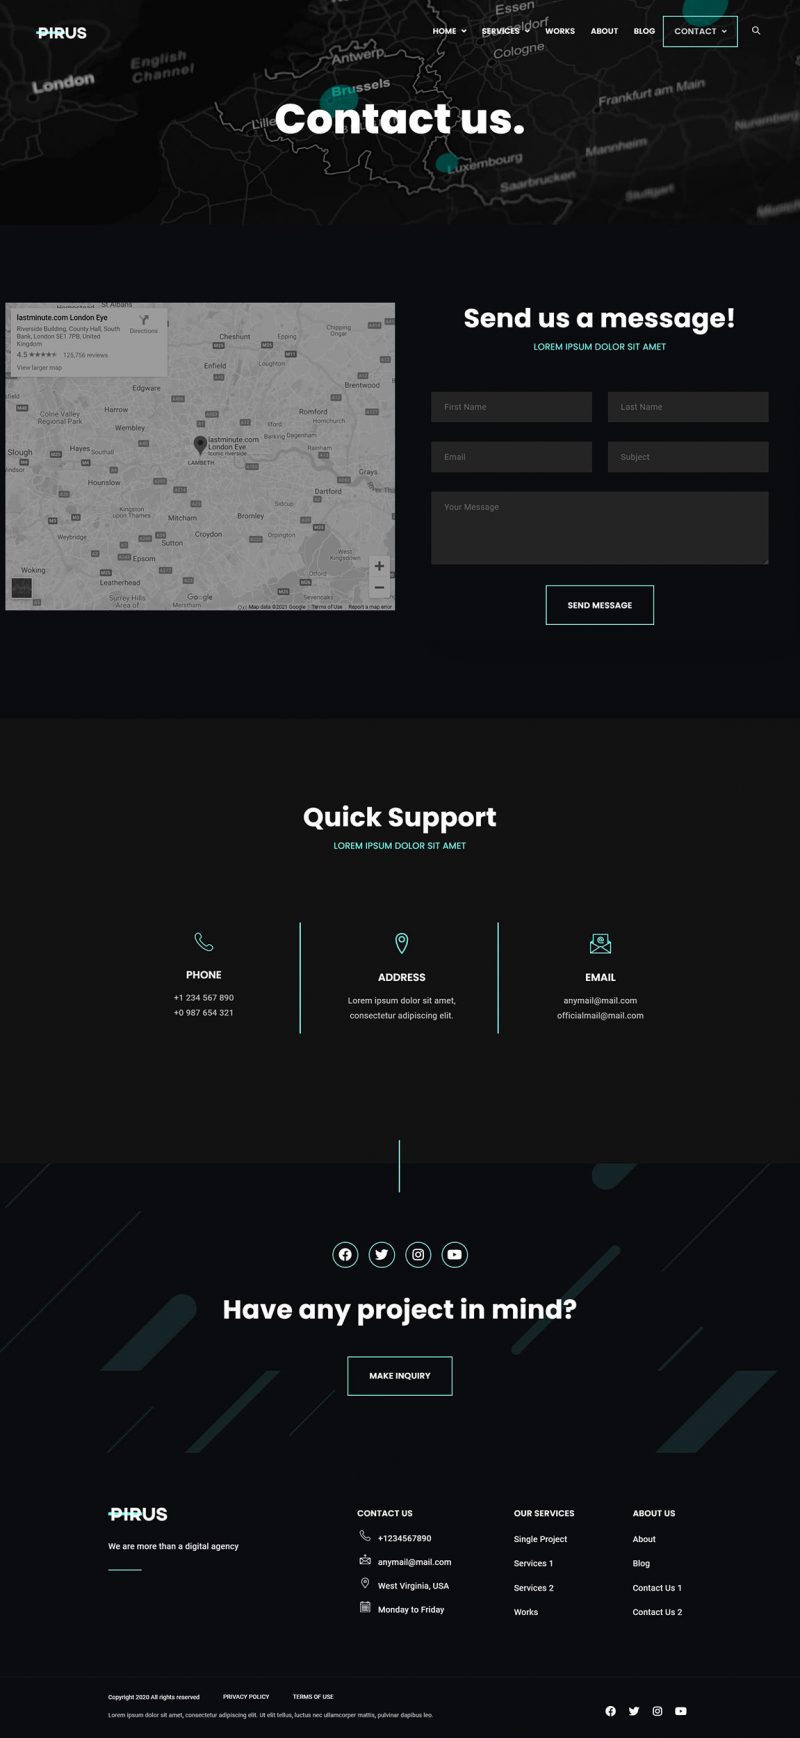 PIRUS
HOME
SERVICES
WORKS
ABOUT
BLOG
CONTACT
Essen
Cologne
Antwerp
English
Channel
London
Brussels
Lille
Frankfurt am Main
Nuremberg
Mannheim
Luxembourg
Saarbrucken
Stuttgart
Contact us.
lastminute.com London Eye
Riverside Building, County Hall, South
Bank, London SE1 7PB, United
Kingdom
Directions
4.5 ★★★★★ 125,756 reviews
View larger map
St Albans
Cheshunt
Epping
Chipping
Ongar
Enfield
Loughton
Edgware
Brentwood
Harrow
Colne Valley
Regional Park
Romford
Hornchurch
Wembley
Ilford
Barking
Dagenham
lastminute.com
London Eye
Iconic riverside
Rainham
Slough
Hayes
Southall
LAMBETH
Windsor
Grays
Hounslow
Dartford
Sidcup
Kingston
upon Thames
Mitcham
Bromley
Weybridge
Sutton
Croydon
Orpington
Epsom
West
Kingsdown
Woking
Leatherhead
Otford
Sevenoaks
Surrey Hills
Area of
Google
Merstham
Map data ©2021 Google
Terms of Use
Report a map error
Send us a message!
LOREM IPSUM DOLOR SIT AMET
First Name
Last Name
Email
Subject
Your Message
SEND MESSAGE
Quick Support
LOREM IPSUM DOLOR SIT AMET
PHONE
+1 234 567 890
+0 987 654 321
ADDRESS
Lorem ipsum dolor sit amet,
consectetur adipiscing elit.
EMAIL
anymail@mail.com
officialmail@mail.com
Have any project in mind?
MAKE INQUIRY
PIRUS
We are more than a digital agency
CONTACT US
+1234567890
anymail@mail.com
West Virginia, USA
Monday to Friday
OUR SERVICES
Single Project
Services 1
Services 2
Works
ABOUT US
About
Blog
Contact Us 1
Contact Us 2
Copyright 2020 All rights reserved
PRIVACY POLICY
TERMS OF USE
Lorem ipsum dolor sit amet, consectetur adipiscing elit. Ut elit tellus, luctus nec ullamcorper mattis, pulvinar dapibus leo.